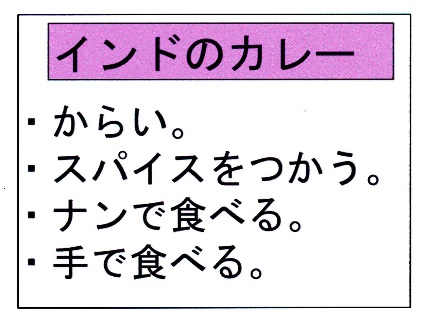 インドのカレー
・からい。
・スパイスをつかう。
・ナンで食べる。
・手で食べる。